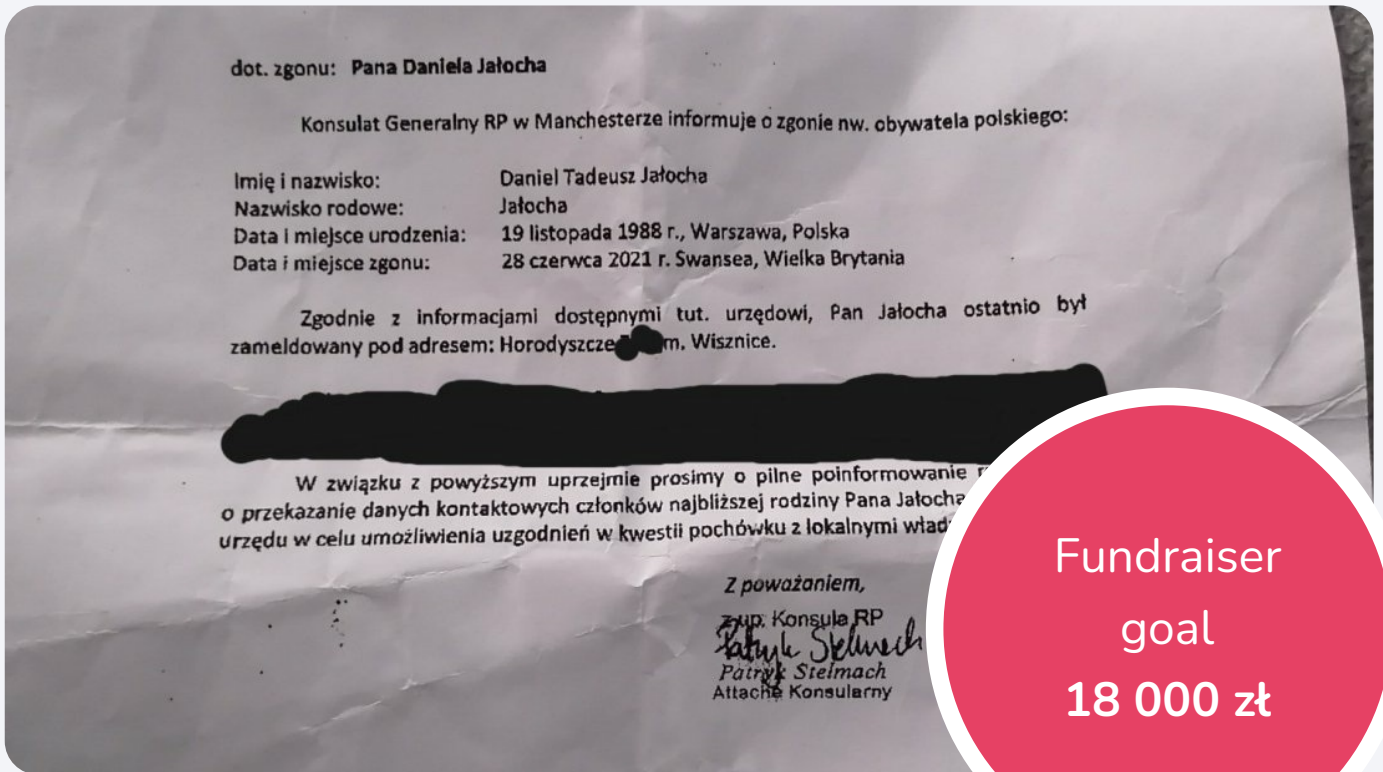 dot. zgonu: Pana Daniela Jałocha
Konsulat Generalny RP w Manchesterze informuje o zgonie nw. obywatela polskiego:
Imię i nazwisko: Daniel Tadeusz Jałocha
Nazwisko rodowe: Jałocha
Data i miejsce urodzenia: 19 listopada 1988 r., Warszawa, Polska
Data i miejsce zgonu: 28 czerwca 2021 r. Swansea, Wielka Brytania
Zgodnie z informacjami dostępnymi tut. urzędowi, Pan Jałocha ostatnio był
zameldowany pod adresem: Horodyszcze m. Wisznice.
W związku z powyższym uprzejmie prosimy o pilne poinformowanie
o przekazanie danych kontaktowych członków najbliższej rodziny Pana Jałocha
urzędu w celu umożliwienia uzgodnień w kwestii pochówku z lokalnymi
Z poważaniem,
z up. Konsula RP
Patryk Stelmach
Patryk Stelmach
Attaché Konsularny
Fundraiser
goal
18 000 zł